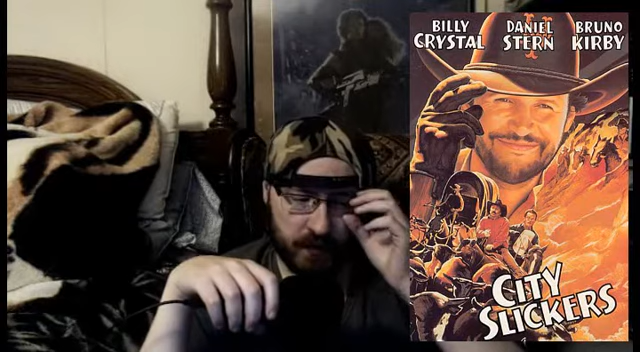 BILLY CRYSTAL
DANIEL STERN
BRUNO KIRBY
CITY
SLICKERS